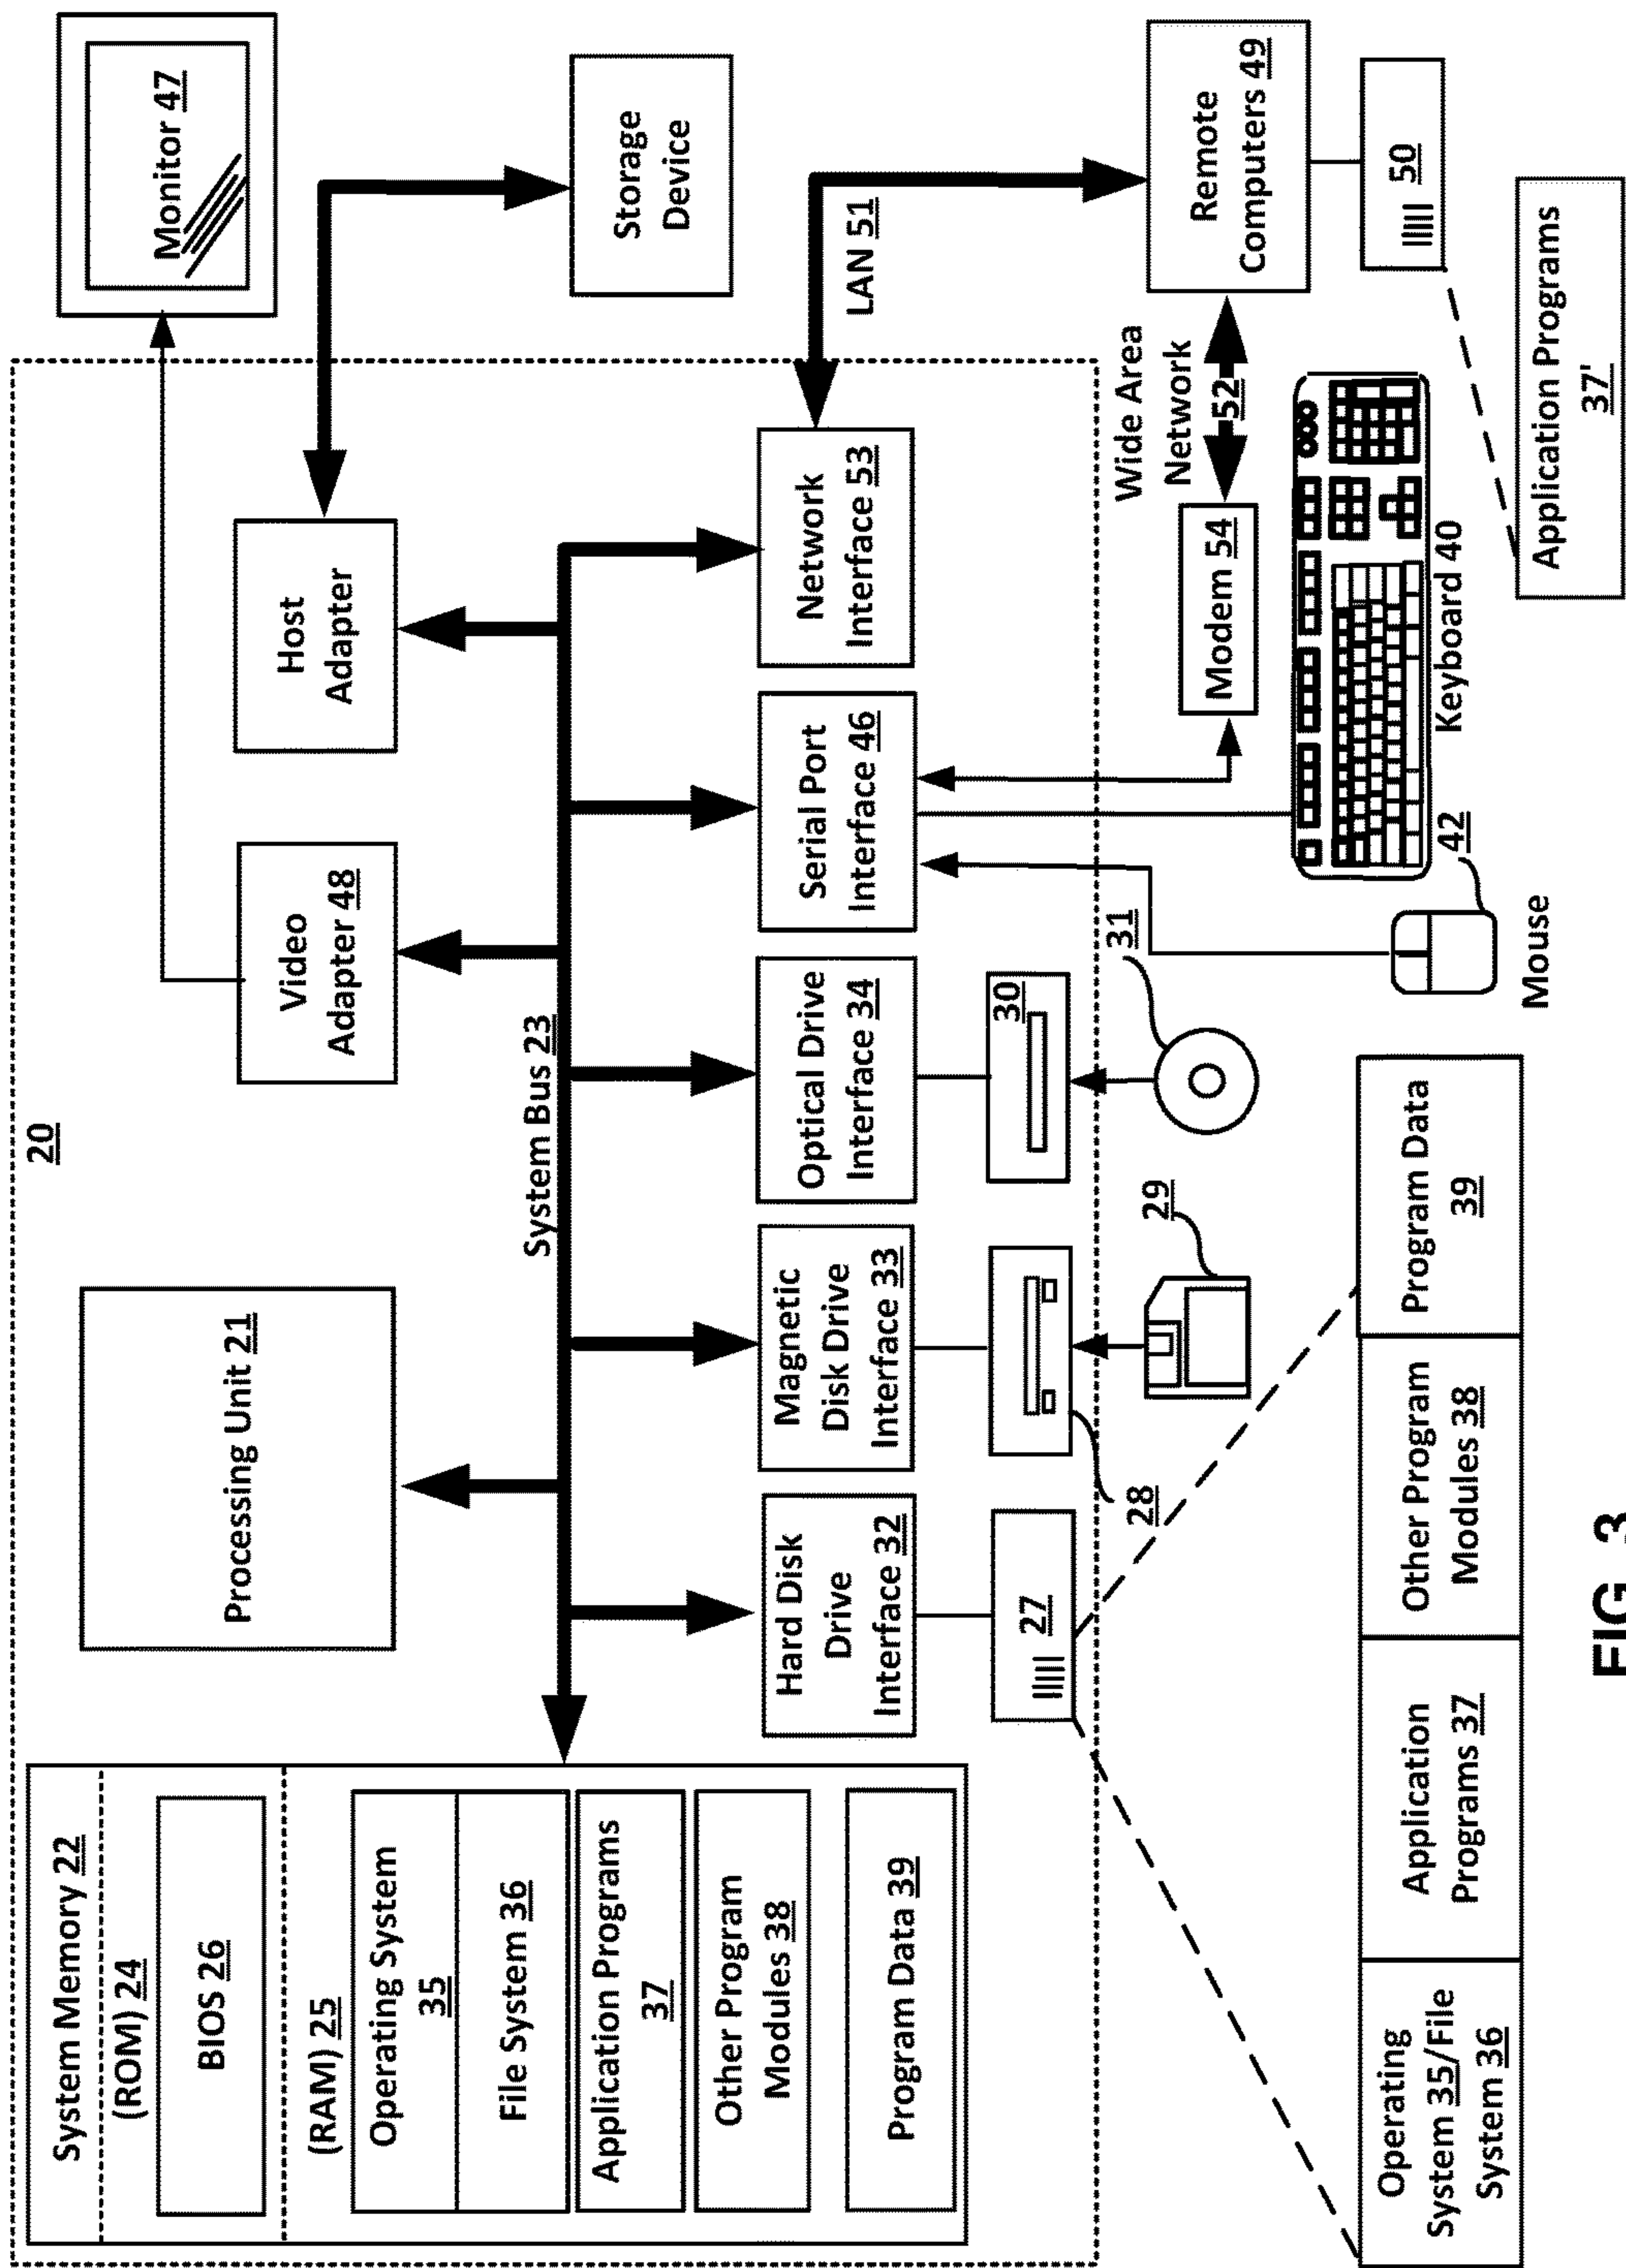 20
System Memory 22
(ROM) 24
BIOS 26
(RAM) 25
Operating System
35
File System 36
Application Programs
37
Other Program
Modules 38
Program Data 39
Processing Unit 21
Video
Adapter 48
Host
Adapter
Monitor 47
System Bus 23
Storage
Device
Hard Disk
Drive
Interface 32
Magnetic
Disk Drive
Interface 33
Optical Drive
Interface 34
Serial Port
Interface 46
Network
Interface 53
LAN 51
27
28
29
30
31
Wide Area
Network
52
Modem 54
Remote
Computers 49
50
Keyboard 40
42
Mouse
Application Programs
37'
Operating
System 35/File
System 36
Application
Programs 37
Other Program
Modules 38
Program Data
39
FIG. 3